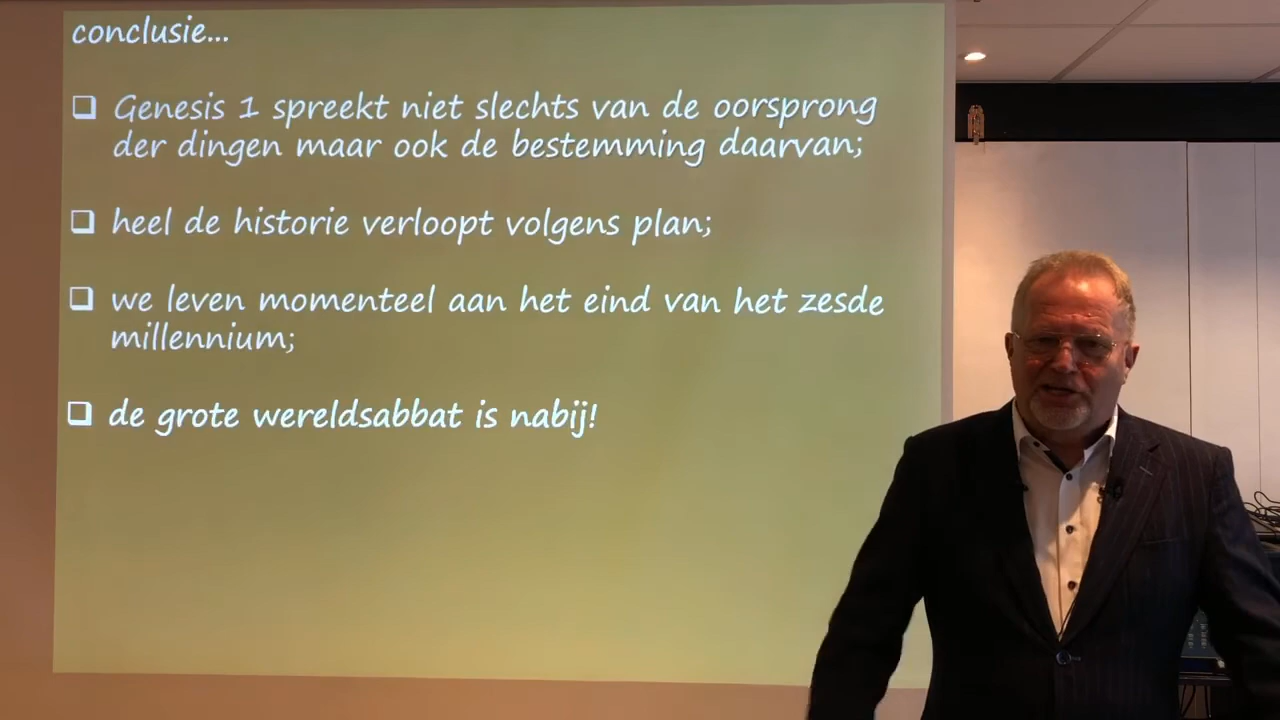 conclusie...
❑ Genesis 1 spreekt niet slechts van de oorsprong
der dingen maar ook de bestemming daarvan;
❑ heel de historie verloopt volgens plan;
❑ we leven momenteel aan het eind van het zesde
millennium;
❑ de grote wereldsabbat is nabij!